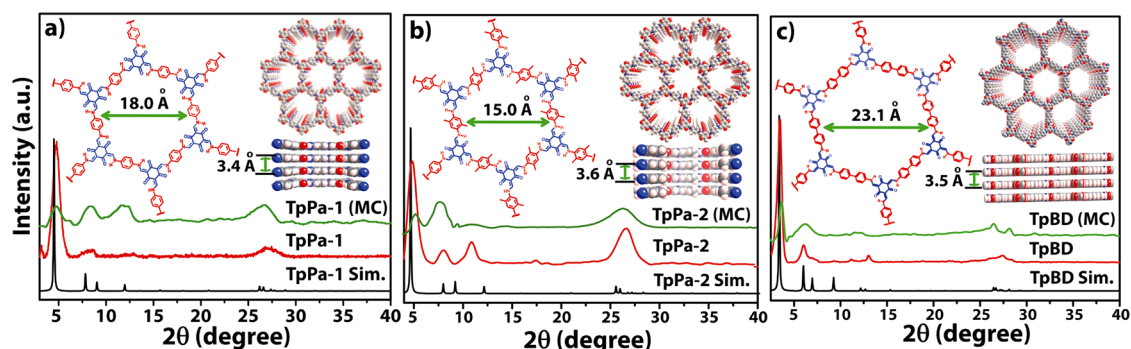 Intensity (a.u.)
a)
18.0 Å
3.4 Å
TpPa-1 (MC)
TpPa-1
TpPa-1 Sim.
5 10 15 20 25 30 35 40
2θ (degree)
b)
15.0 Å
3.6 Å
TpPa-2 (MC)
TpPa-2
TpPa-2 Sim.
5 10 15 20 25 30 35 40
2θ (degree)
c)
23.1 Å
3.5 Å
TpBD (MC)
TpBD
TpBD Sim.
5 10 15 20 25 30 35 40
2θ (degree)